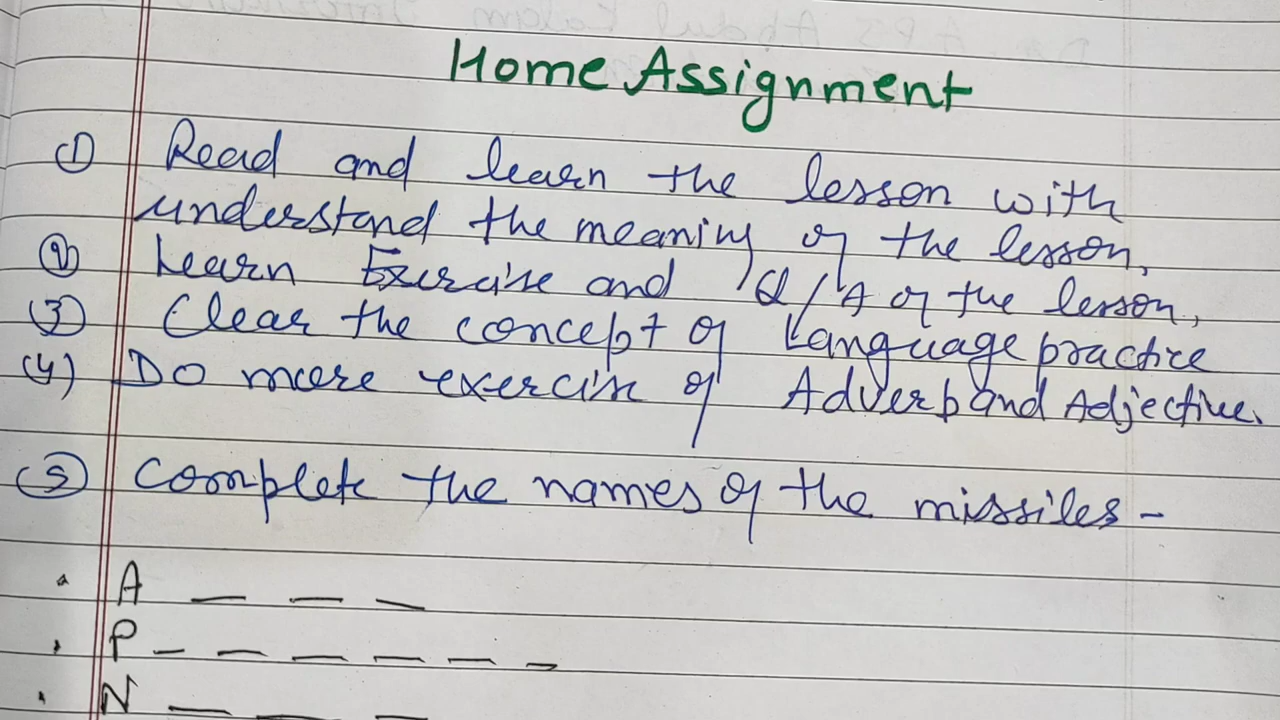 Home Assignment
(1) Read and learn the lesson with
understand the meaning of the lesson,
(2) Learn Exercise and Q/A of the lesson,
(3) Clear the concept of Language practice
(4) Do more exercise of Adverb and Adjective.
(5) Complete the names of the missiles -
· A _ _ _
· P _ _ _ _ _ _
· N _ _ _